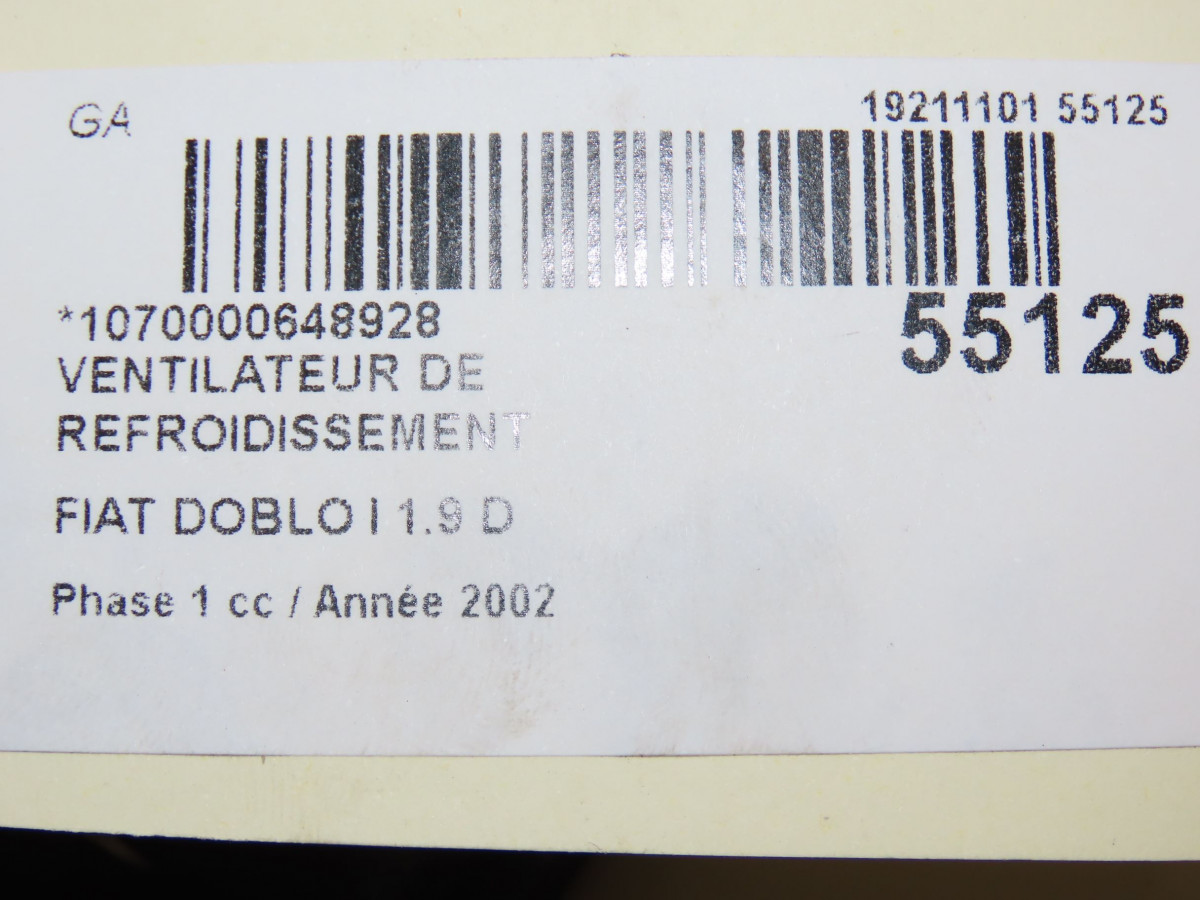 GA
19211101 55125
*1070000648928
55125
VENTILATEUR DE
REFROIDISSEMENT
FIAT DOBLO I 1.9 D
Phase 1 cc / Année 2002